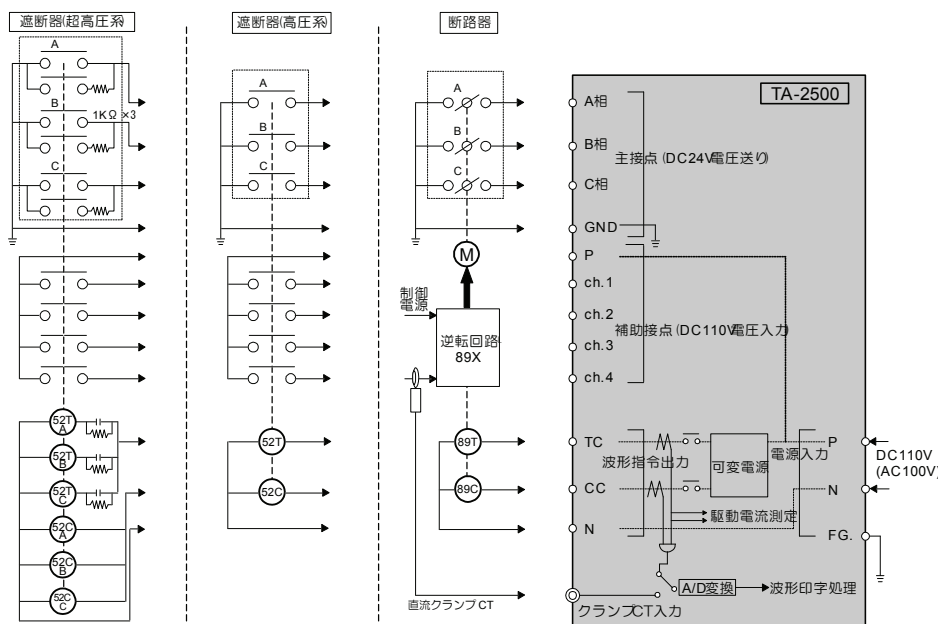 遮断器(超高圧系)
A
B
1KΩ ×3
C
52T
A
52T
B
52T
C
52C
A
52C
B
52C
C
遮断器(高圧系)
A
B
C
52T
52C
断路器
A
B
C
M
制御
電源
逆転回路
89X
89T
89C
直流クランプCT
TA-2500
A相
B相
主接点(DC24V電圧送り)
C相
GND
P
ch.1
ch.2
補助接点(DC110V電圧入力)
ch.3
ch.4
TC
波形指令出力
可変電源
電源入力
P
DC110V
(AC100V)
CC
N
駆動電流測定
N
FG.
A/D変換
波形印字処理
クランプCT入力